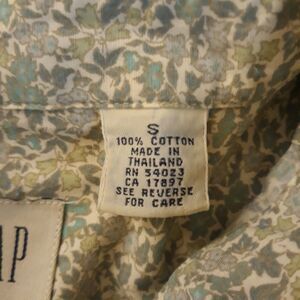 S
100% COTTON
MADE IN
THAILAND
RN 54023
CA 17897
SEE REVERSE
FOR CARE
AP